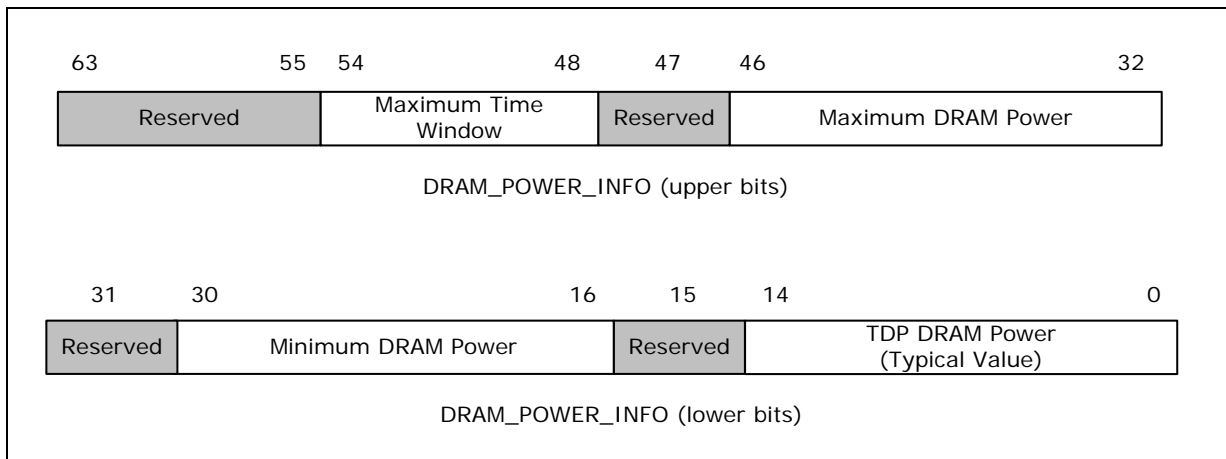 63 55 54 48 47 46 32
Reserved Maximum Time Window Reserved Maximum DRAM Power
DRAM_POWER_INFO (upper bits)
31 30 16 15 14 0
Reserved Minimum DRAM Power Reserved TDP DRAM Power
(Typical Value)
DRAM_POWER_INFO (lower bits)